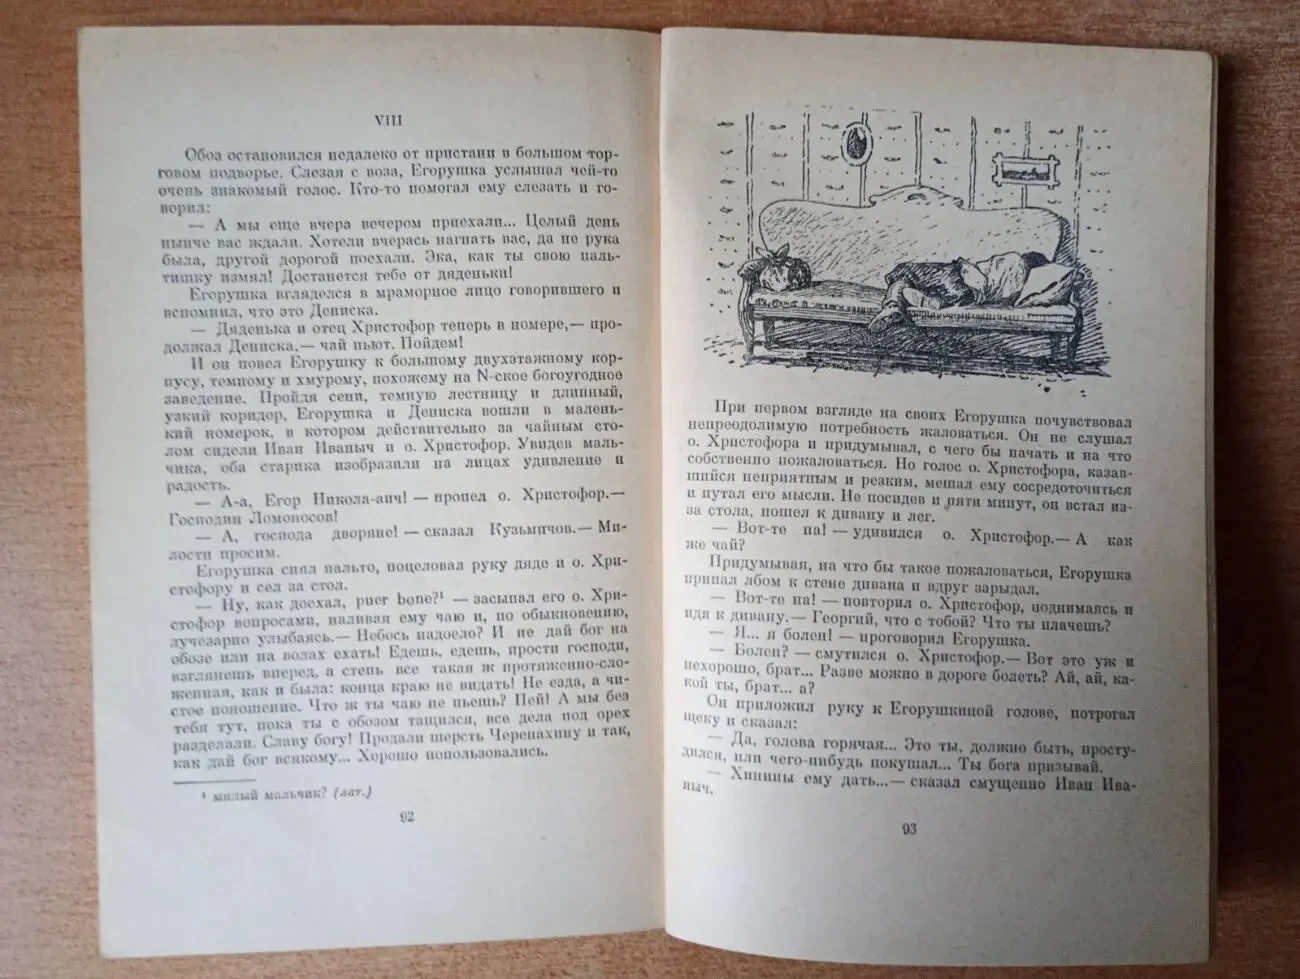 VIII
Обоз остановился недалеко от пристани в большом тор-
говом подворье. Слезая с воза, Егорушка услышал чей-то
очень знакомый голос. Кто-то помогал ему слезать и го-
ворил:
— А мы еще вчера вечером приехали... Целый день
нынче вас ждали. Хотели вчерась нагнать вас, да не рука
была, другой дорогой поехали. Эка, как ты свою паль-
тишку измял! Достанется тебе от дяденьки!
Егорушка вгляделся в мраморное лицо говорившего и
вспомнил, что это Дениска.
— Дяденька и отец Христофор теперь в номере,— про-
должал Дениска,— чай пьют. Пойдем!
И он повел Егорушку к большому двухэтажному кор-
пусу, темному и хмурому, похожему на N-ское богоугодное
заведение. Пройдя сени, темную лестницу и длинный,
узкий коридор, Егорушка и Дениска вошли в малень-
кий номерок, в котором действительно за чайным сто-
лом сидели Иван Иваныч и о. Христофор. Увидев маль-
чика, оба старика изобразили на лицах удивление и
радость.
— А-а, Егор Никола-аич! — пропел о. Христофор.—
Господин Ломоносов!
— А, господа дворяне! — сказал Кузьмичов.— Ми-
лости просим.
Егорушка снял пальто, поцеловал руку дяде и о. Хри-
стофору и сел за стол.
— Ну, как доехал, puer bone?¹ — засыпал его о. Хри-
стофор вопросами, наливая ему чаю и, по обыкновению,
лучезарно улыбаясь.— Небось надоело? И не дай бог на
обозе или на волах ехать! Едешь, едешь, прости господи,
взглянешь вперед, а степь все такая ж протяженно-сло-
женная, как и была: конца краю не видать! Не езда, а чи-
стое поношение. Что ж ты чаю не пьешь? Пей! А мы без
тебя тут, пока ты с обозом тащился, все дела под орех
разделали. Славу богу! Продали шерсть Черепахину и так,
как дай бог всякому... Хорошо попользовались.
¹ милый мальчик? (лат.)
92
При первом взгляде на своих Егорушка почувствовал
непреодолимую потребность жаловаться. Он не слушал
о. Христофора и придумывал, с чего бы начать и на что
собственно пожаловаться. Но голос о. Христофора, казав-
шийся неприятным и резким, мешал ему сосредоточиться
и путал его мысли. Не посидев и пяти минут, он встал из-
за стола, пошел к дивану и лег.
— Вот-те на! — удивился о. Христофор.— А как
же чай?
Придумывая, на что бы такое пожаловаться, Егорушка
припал лбом к стене дивана и вдруг зарыдал.
— Вот-те на! — повторил о. Христофор, поднимаясь и
идя к дивану.— Георгий, что с тобой? Что ты плачешь?
— Я... я болен! — проговорил Егорушка.
— Болен? — смутился о. Христофор.— Вот это уж и
нехорошо, брат... Разве можно в дороге болеть? Ай, ай, ка-
кой ты, брат... а?
Он приложил руку к Егорушкиной голове, потрогал
щеку и сказал:
— Да, голова горячая... Это ты, должно быть, просту-
дился, или чего-нибудь покушал... Ты бога призывай.
— Хинины ему дать...— сказал смущенно Иван Ива-
ныч.
93